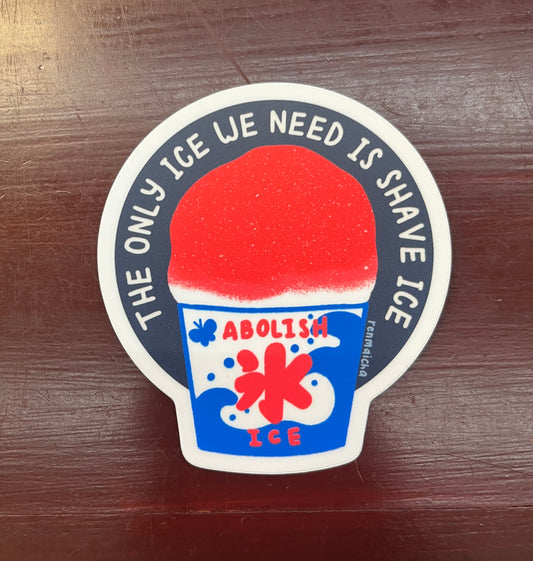 THE ONLY ICE WE NEED IS SHAVE ICE
ABOLISH
氷
ICE
renmaicha